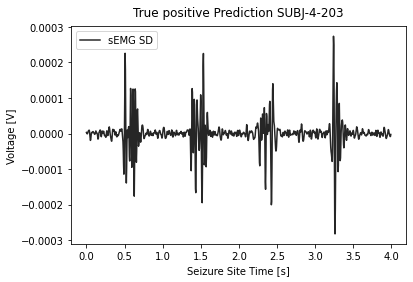 True positive Prediction SUBJ-4-203
sEMG SD
0.0003
0.0002
0.0001
0.0000
−0.0001
−0.0002
−0.0003
Voltage [V]
0.0 0.5 1.0 1.5 2.0 2.5 3.0 3.5 4.0
Seizure Site Time [s]